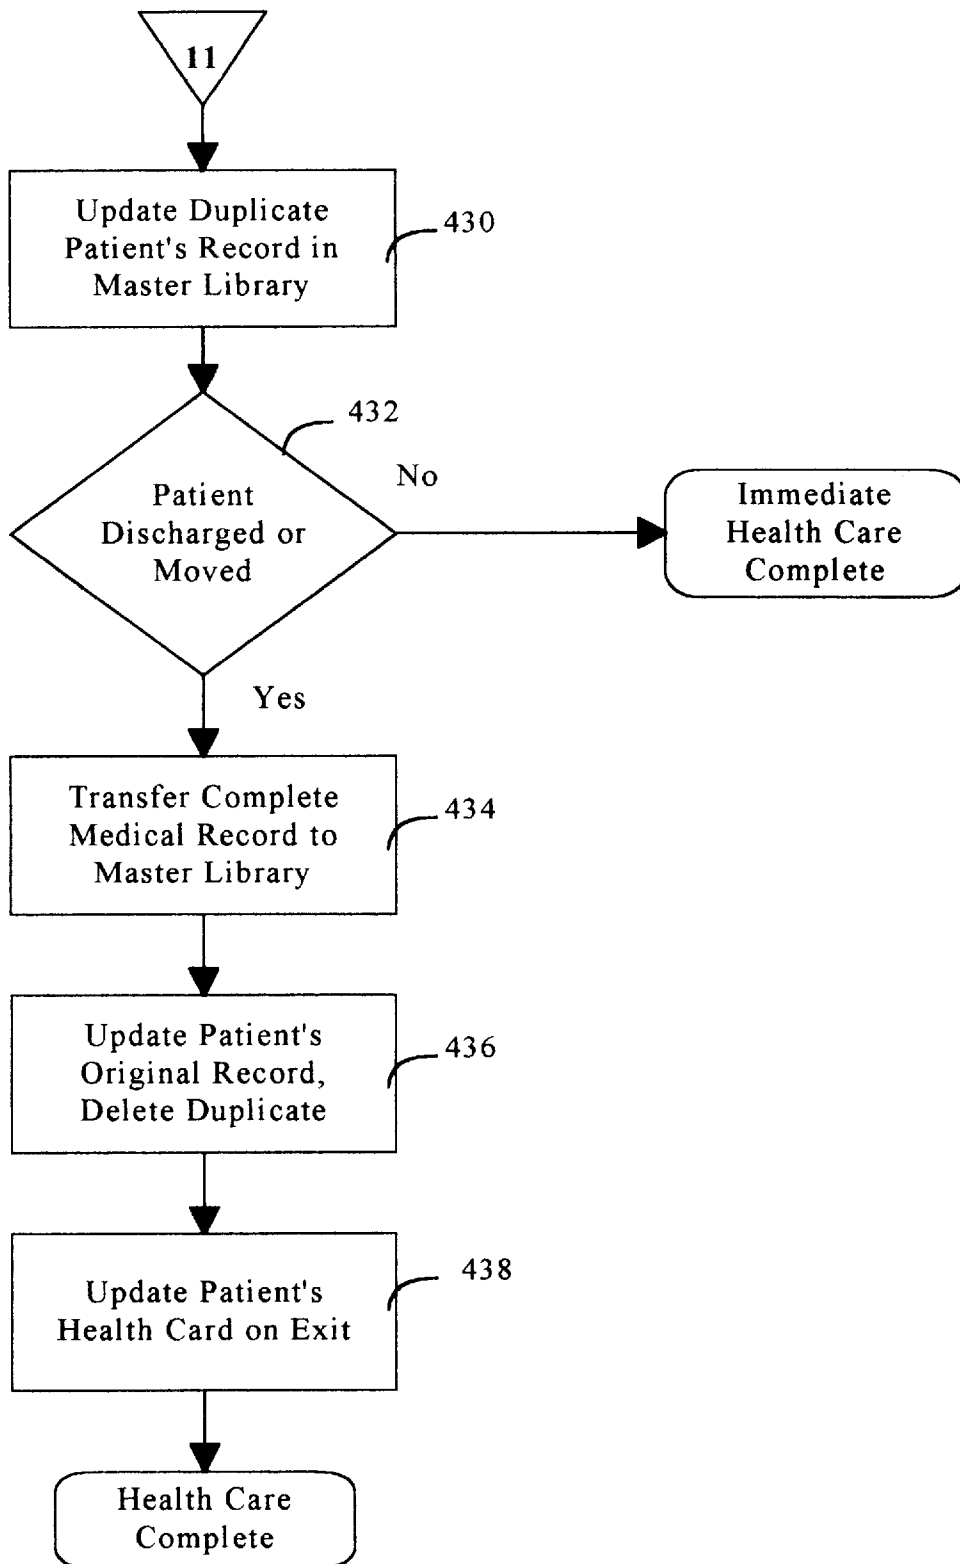 11
Update Duplicate
Patient's Record in
Master Library
430
432
Patient
Discharged or
Moved
No
Immediate
Health Care
Complete
Yes
Transfer Complete
Medical Record to
Master Library
434
Update Patient's
Original Record,
Delete Duplicate
436
Update Patient's
Health Card on Exit
438
Health Care
Complete